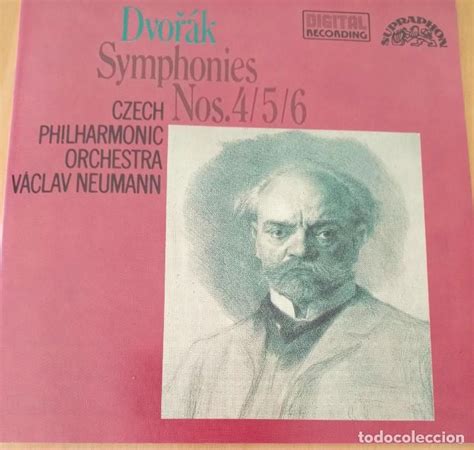 Dvořák
DIGITAL
RECORDING
SUPRAPHON
Symphonies
Nos. 4/5/6
CZECH
PHILHARMONIC
ORCHESTRA
VÁCLAV NEUMANN
todocoleccion